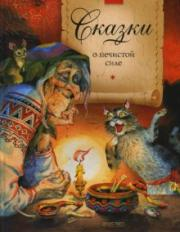 Сказки
о нечистой
силе